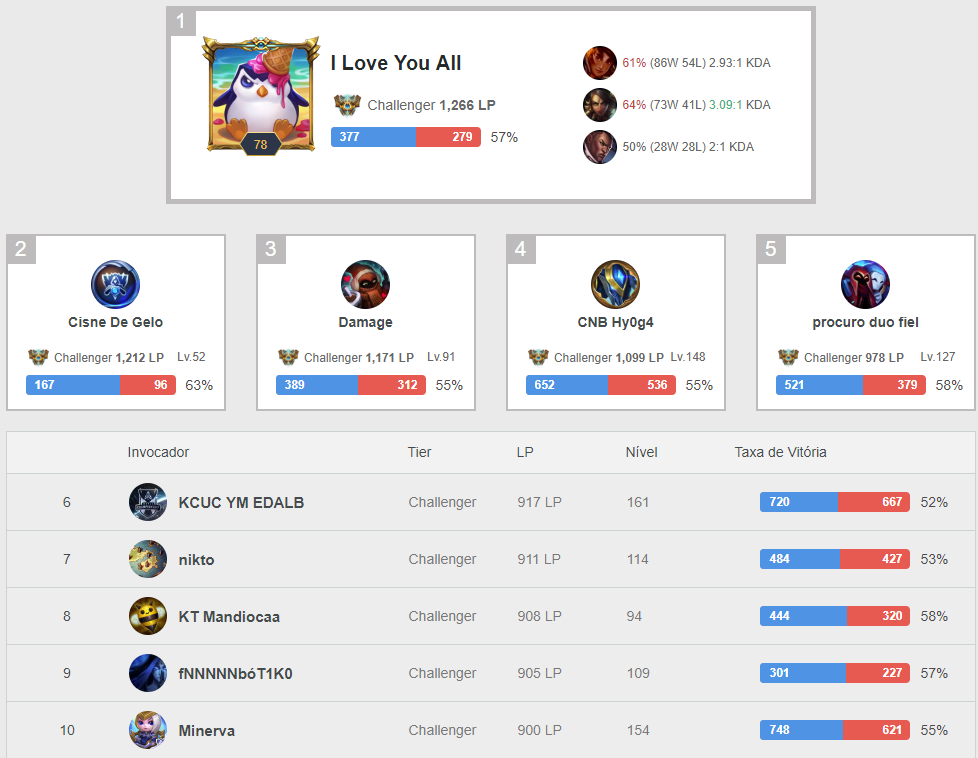 1
I Love You All
Challenger 1,266 LP
377 279 57%
78
61% (86W 54L) 2.93:1 KDA
64% (73W 41L) 3.09:1 KDA
50% (28W 28L) 2:1 KDA
2
Cisne De Gelo
Challenger 1,212 LP Lv.52
167 96 63%
3
Damage
Challenger 1,171 LP Lv.91
389 312 55%
4
CNB Hy0g4
Challenger 1,099 LP Lv.148
652 536 55%
5
procuro duo fiel
Challenger 978 LP Lv.127
521 379 58%
Invocador Tier LP Nível Taxa de Vitória
6 KCUC YM EDALB Challenger 917 LP 161 720 667 52%
7 nikto Challenger 911 LP 114 484 427 53%
8 KT Mandiocaa Challenger 908 LP 94 444 320 58%
9 fNNNNNbóT1K0 Challenger 905 LP 109 301 227 57%
10 Minerva Challenger 900 LP 154 748 621 55%